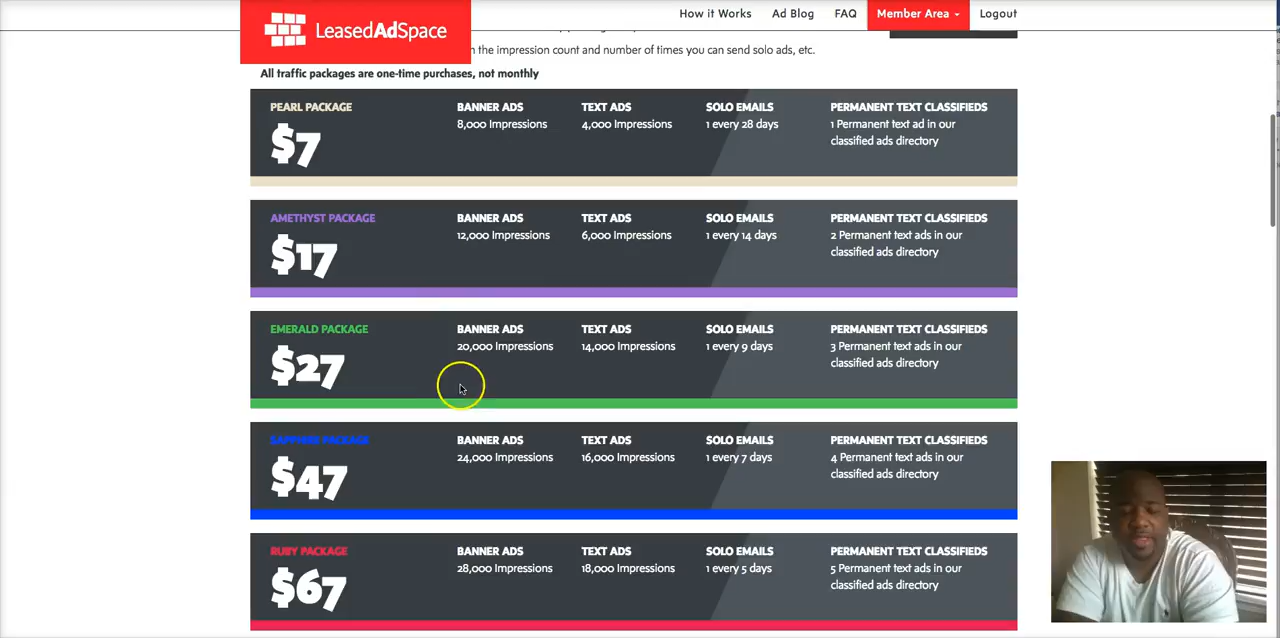 LeasedAdSpace
How it Works
Ad Blog
FAQ
Member Area
Logout
the impression count and number of times you can send solo ads, etc.
All traffic packages are one-time purchases, not monthly
PEARL PACKAGE
$7
BANNER ADS
8,000 Impressions
TEXT ADS
4,000 Impressions
SOLO EMAILS
1 every 28 days
PERMANENT TEXT CLASSIFIEDS
1 Permanent text ad in our
classified ads directory
AMETHYST PACKAGE
$17
BANNER ADS
12,000 Impressions
TEXT ADS
6,000 Impressions
SOLO EMAILS
1 every 14 days
PERMANENT TEXT CLASSIFIEDS
2 Permanent text ads in our
classified ads directory
EMERALD PACKAGE
$27
BANNER ADS
20,000 Impressions
TEXT ADS
14,000 Impressions
SOLO EMAILS
1 every 9 days
PERMANENT TEXT CLASSIFIEDS
3 Permanent text ads in our
classified ads directory
SAPPHIRE PACKAGE
$47
BANNER ADS
24,000 Impressions
TEXT ADS
16,000 Impressions
SOLO EMAILS
1 every 7 days
PERMANENT TEXT CLASSIFIEDS
4 Permanent text ads in our
classified ads directory
RUBY PACKAGE
$67
BANNER ADS
28,000 Impressions
TEXT ADS
18,000 Impressions
SOLO EMAILS
1 every 5 days
PERMANENT TEXT CLASSIFIEDS
5 Permanent text ads in our
classified ads directory